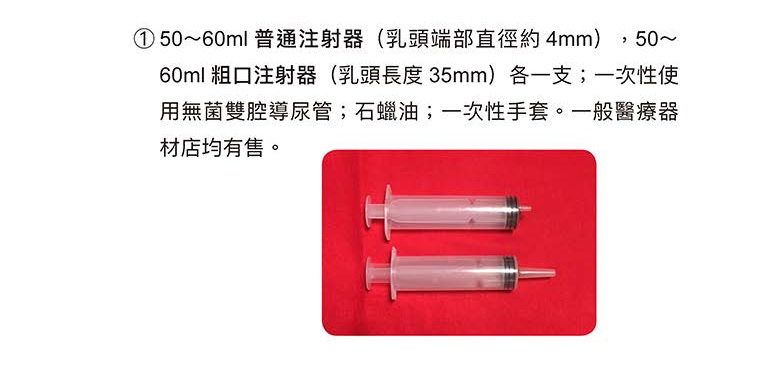 ① 50～60ml 普通注射器（乳頭端部直徑約 4mm），50～
60ml 粗口注射器（乳頭長度 35mm）各一支；一次性使
用無菌雙腔導尿管；石蠟油；一次性手套。一般醫療器
材店均有售。